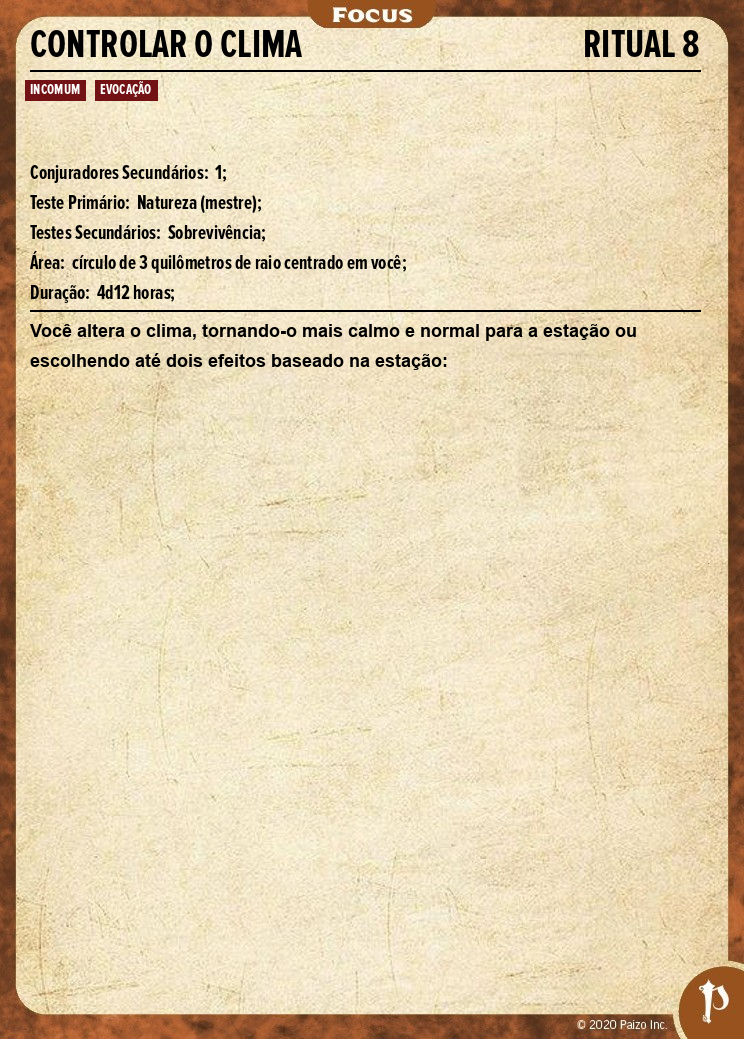 Focus
CONTROLAR O CLIMA RITUAL 8
INCOMUM EVOCAÇÃO
Conjuradores Secundários: 1;
Teste Primário: Natureza (mestre);
Testes Secundários: Sobrevivência;
Área: círculo de 3 quilômetros de raio centrado em você;
Duração: 4d12 horas;
Você altera o clima, tornando-o mais calmo e normal para a estação ou
escolhendo até dois efeitos baseado na estação:
© 2020 Paizo Inc.